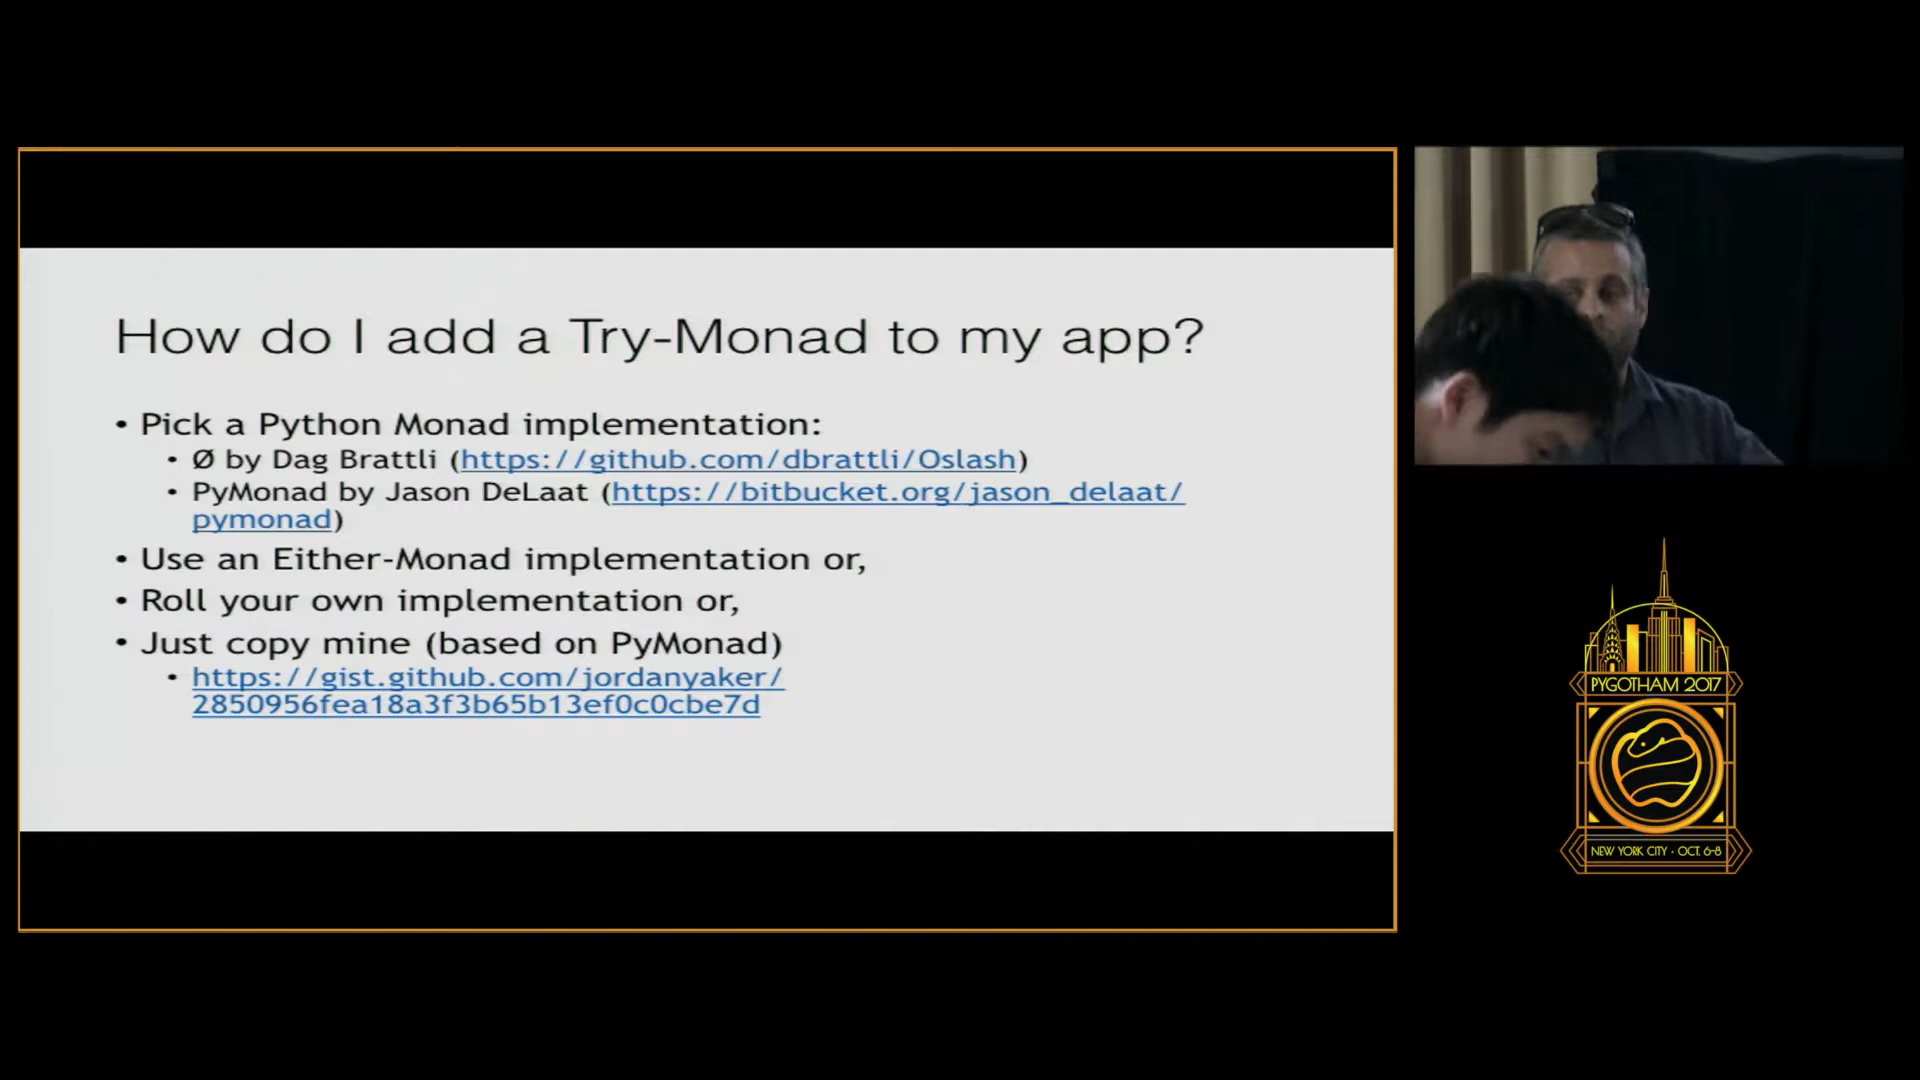 How do I add a Try-Monad to my app?
• Pick a Python Monad implementation:
• Ø by Dag Brattli (https://github.com/dbrattli/Oslash)
• PyMonad by Jason DeLaat (https://bitbucket.org/jason_delaat/
pymonad)
• Use an Either-Monad implementation or,
• Roll your own implementation or,
• Just copy mine (based on PyMonad)
• https://gist.github.com/jordanyaker/
2850956fea18a3f3b65b13ef0c0cbe7d
PYGOTHAM 2017
NEW YORK CITY • OCT. 6-8